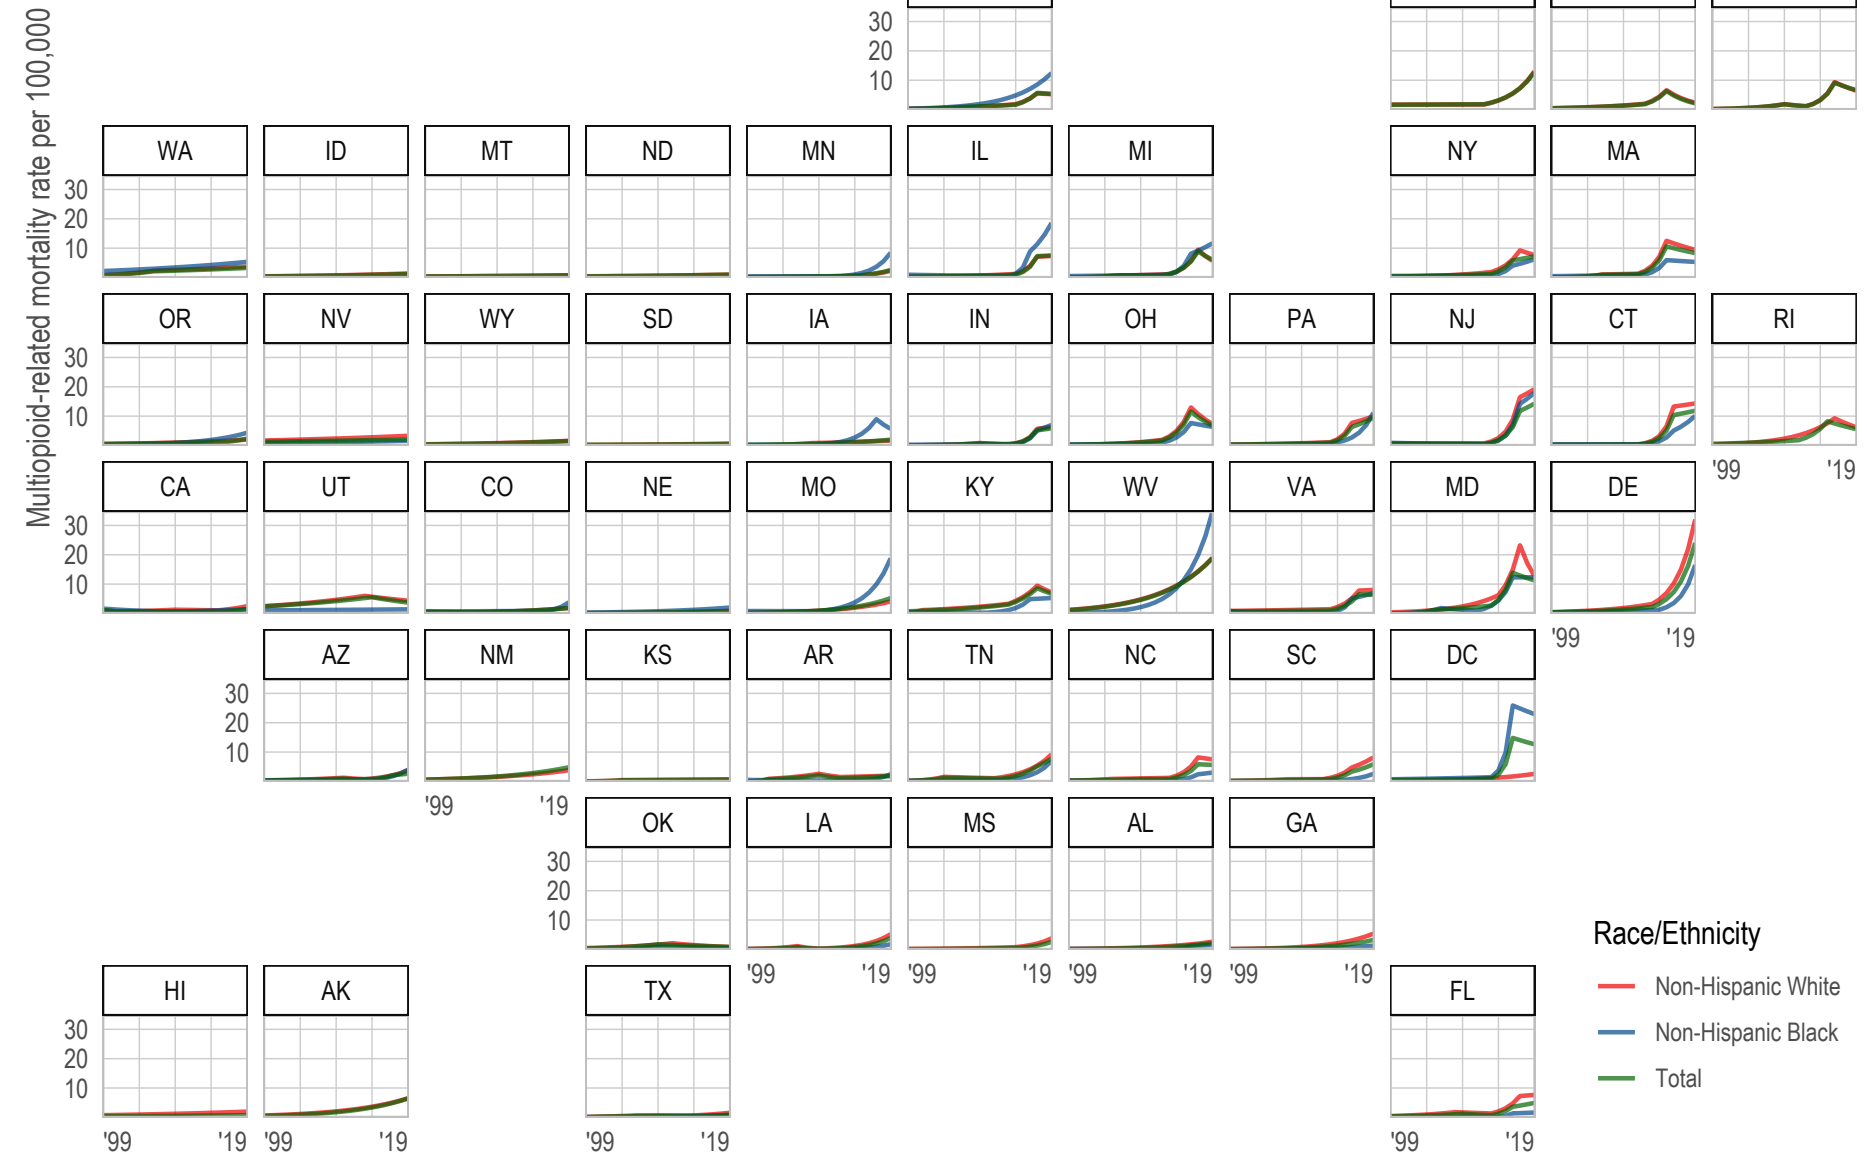 Multiopioid-related mortality rate per 100,000
30
20
10
WA ID MT ND MN IL MI NY MA
30
20
10
OR NV WY SD IA IN OH PA NJ CT RI
30
20
10
'99 '19
CA UT CO NE MO KY WV VA MD DE
30
20
10
'99 '19
AZ NM KS AR TN NC SC DC
30
20
10
'99 '19
OK LA MS AL GA
30
20
10
'99 '19 '99 '19 '99 '19 '99 '19
HI AK TX FL
30
20
10
'99 '19 '99 '19 '99 '19 '99 '19
Race/Ethnicity
Non-Hispanic White
Non-Hispanic Black
Total